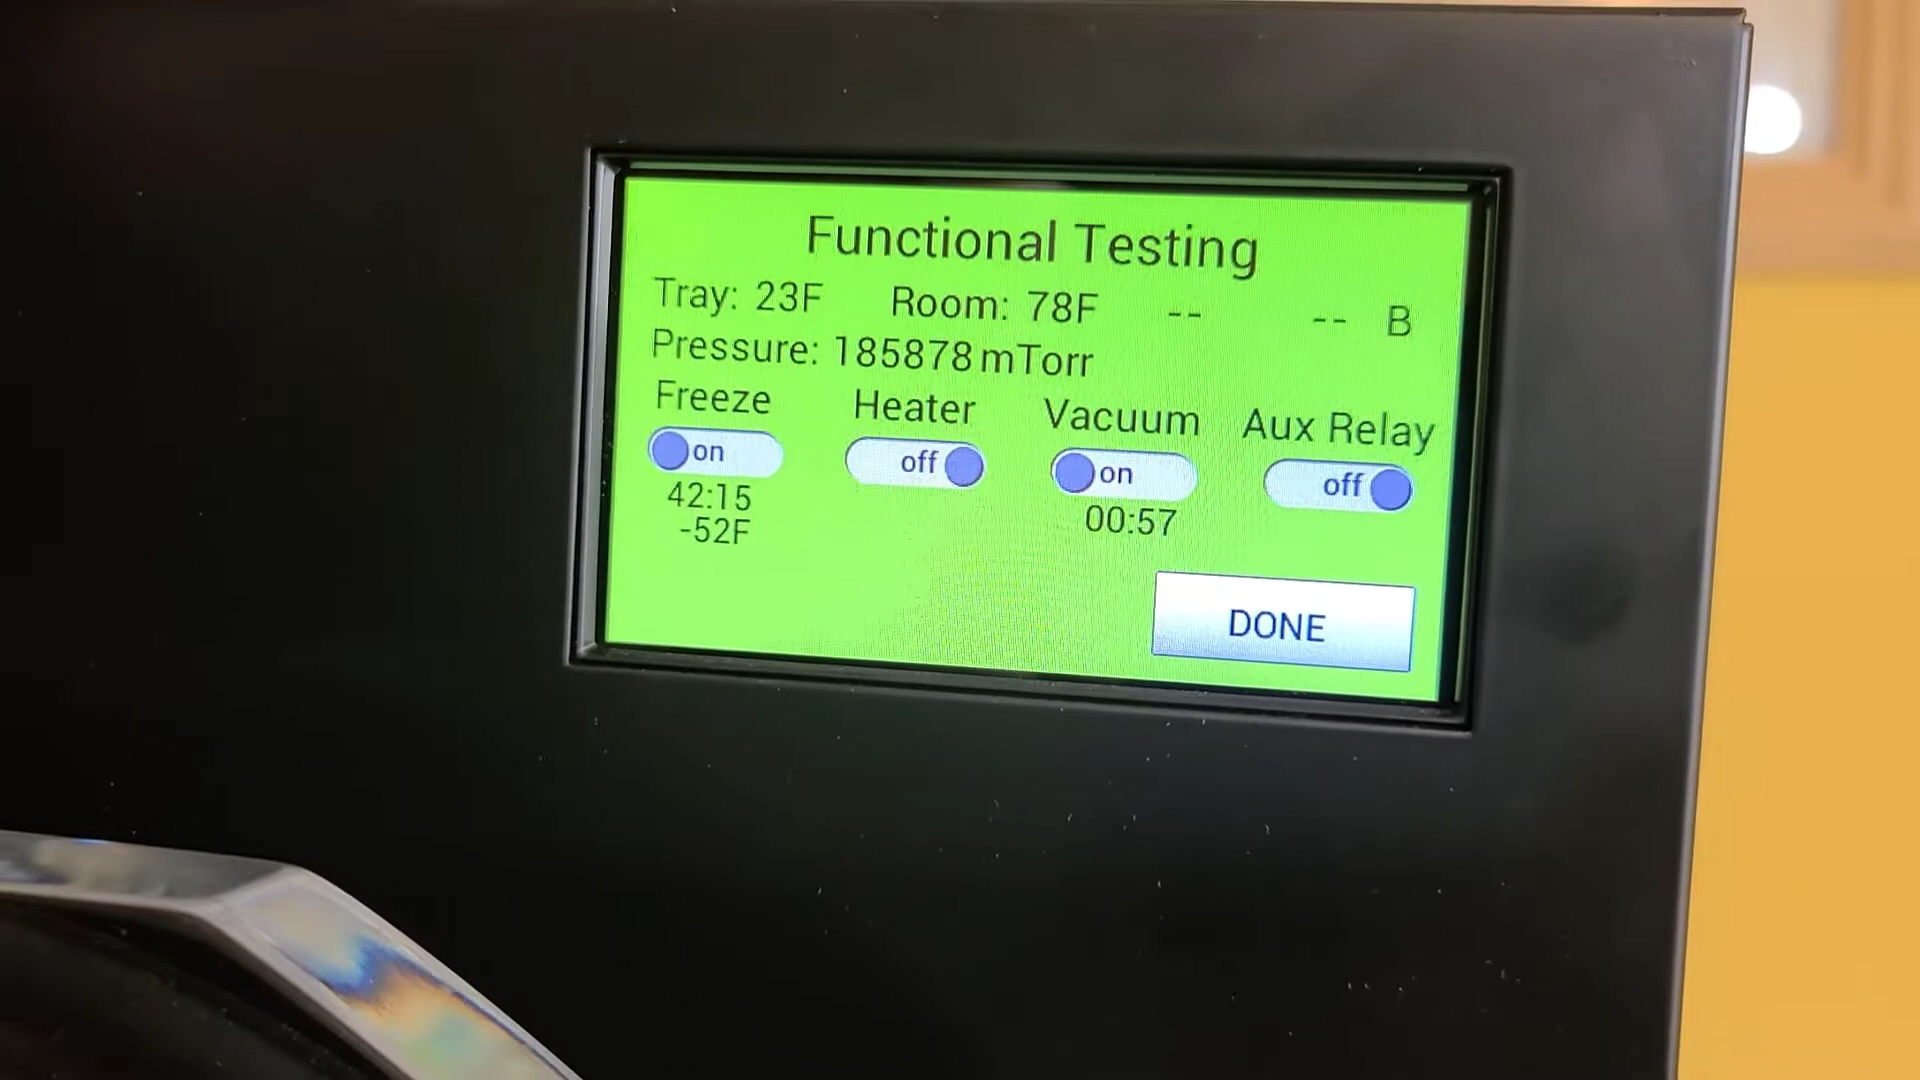 Functional Testing
Tray: 23F Room: 78F -- -- B
Pressure: 185878 mTorr
Freeze Heater Vacuum Aux Relay
on off on off
42:15 00:57
-52F
DONE